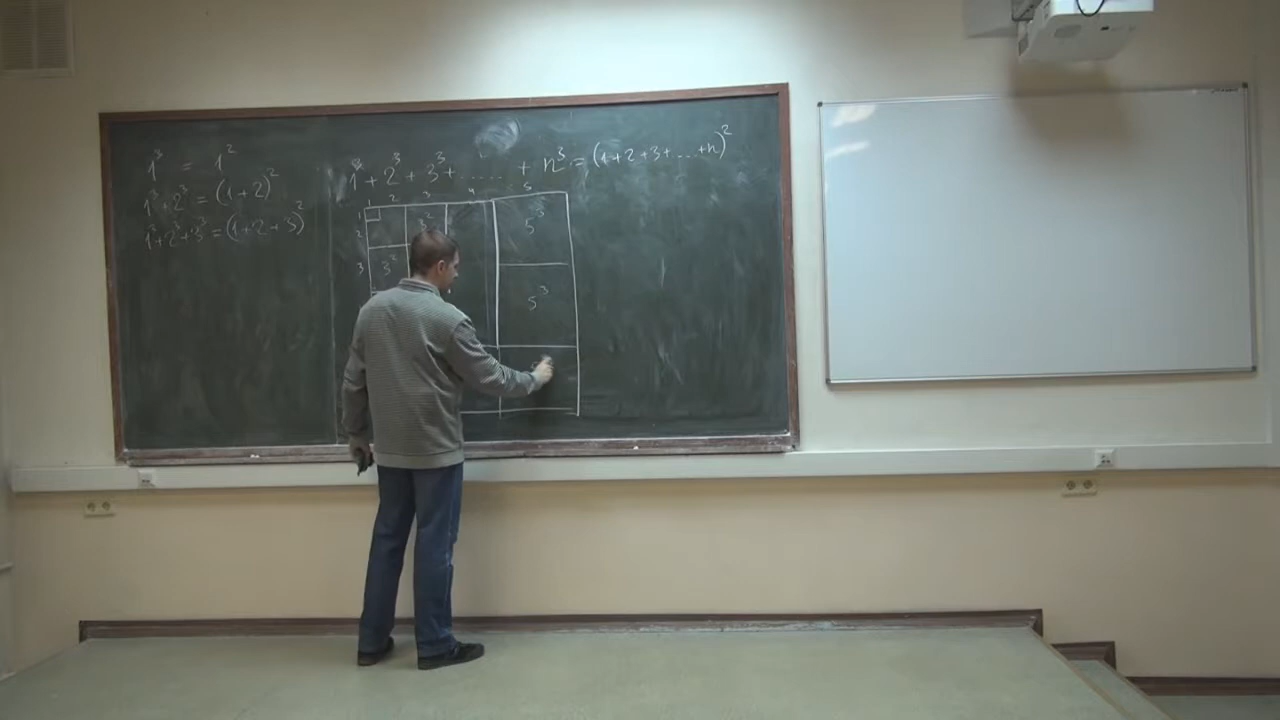 1³ = 1²
1³+2³ = (1+2)²
1³+2³+3³ = (1+2+3)²
1³+2³+3³+ ...... + n³ = (1+2+3+....+n)²
1 2 3 4 5
1
2 3²
3 3²
5³
5³